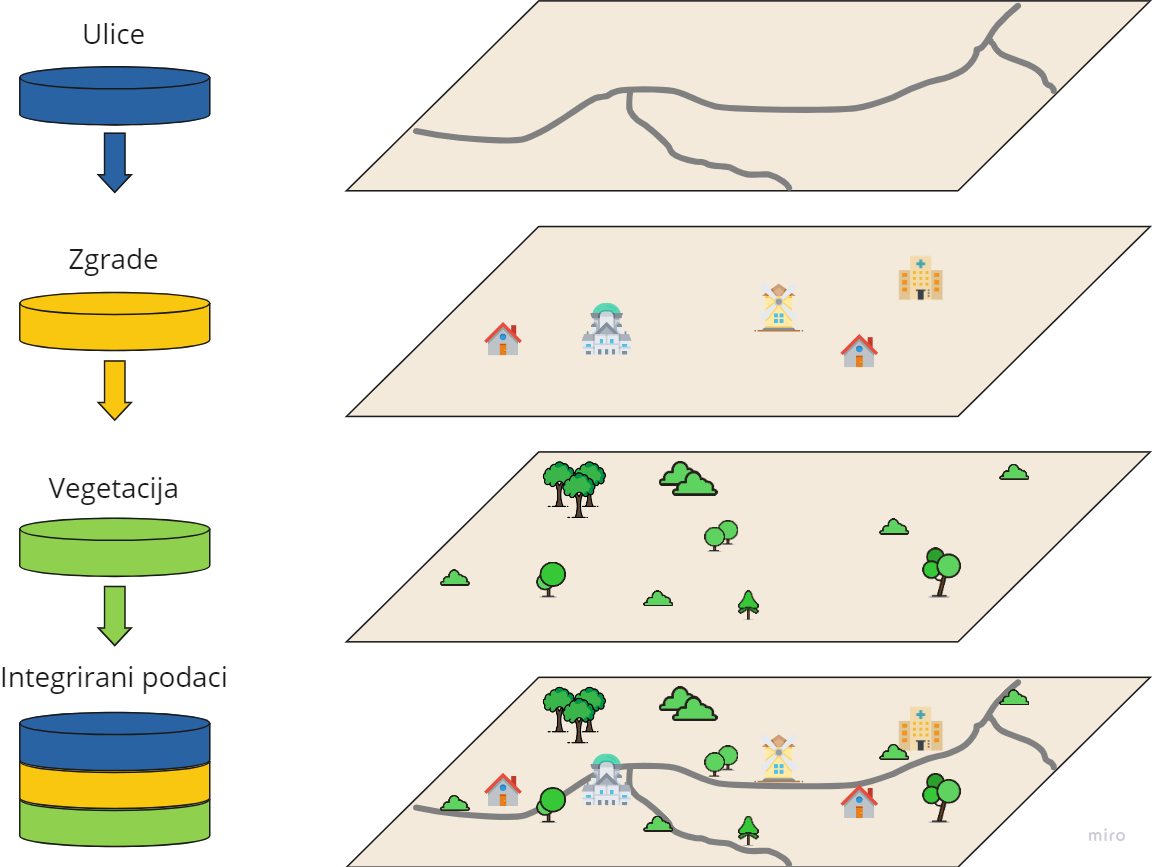 Ulice
Zgrade
Vegetacija
Integrirani podaci
miro